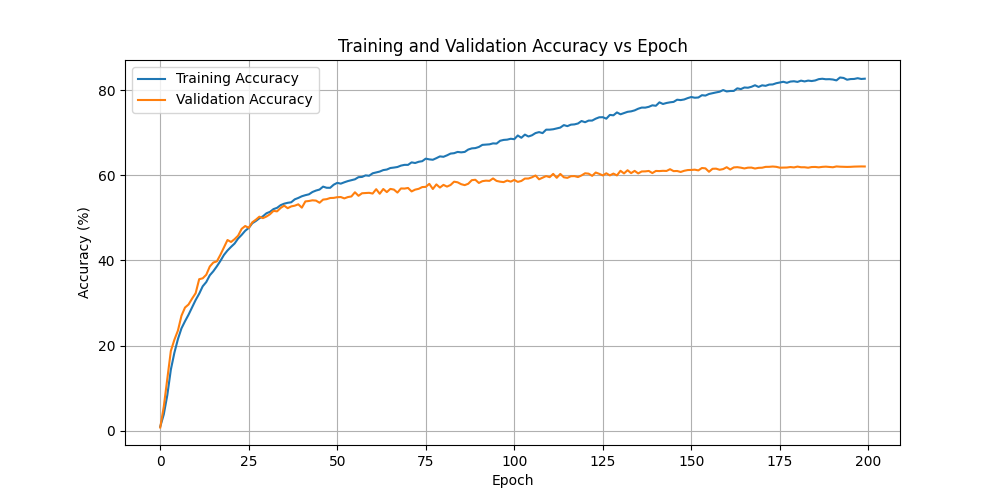 Training and Validation Accuracy vs Epoch
Training Accuracy
Validation Accuracy
Accuracy (%)
80
60
40
20
0
0 25 50 75 100 125 150 175 200
Epoch